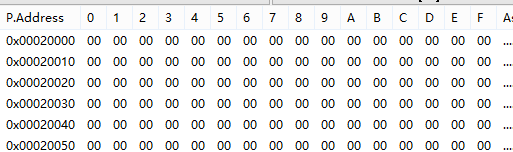 P.Address 0 1 2 3 4 5 6 7 8 9 A B C D E F
0x00020000 00 00 00 00 00 00 00 00 00 00 00 00 00 00 00 00 ....
0x00020010 00 00 00 00 00 00 00 00 00 00 00 00 00 00 00 00 ....
0x00020020 00 00 00 00 00 00 00 00 00 00 00 00 00 00 00 00 ....
0x00020030 00 00 00 00 00 00 00 00 00 00 00 00 00 00 00 00 ....
0x00020040 00 00 00 00 00 00 00 00 00 00 00 00 00 00 00 00 ....
0x00020050 00 00 00 00 00 00 00 00 00 00 00 00 00 00 00 00 ....